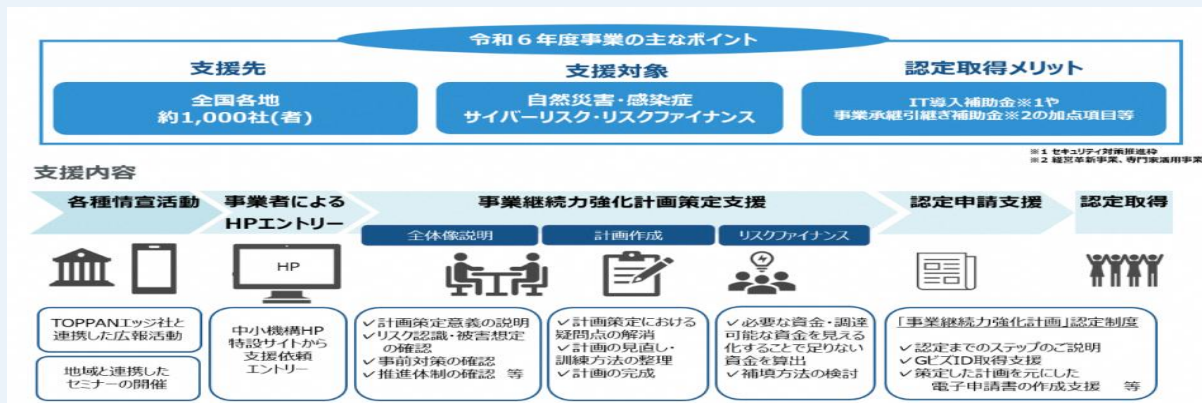 令和6年度事業の主なポイント
支援先
支援対象
認定取得メリット
全国各地
約1,000社(者)
自然災害・感染症
サイバーリスク・リスクファイナンス
IT導入補助金※1や
事業承継引継ぎ補助金※2の加点項目等
※1 セキュリティ対策推進枠
※2 経営革新事業、専門家活用事業
支援内容
各種情宣活動
事業者による
HPエントリー
事業継続力強化計画策定支援
認定申請支援
認定取得
全体像説明
計画作成
リスクファイナンス
HP
TOPPANエッジ社と
連携した広報活動
地域と連携した
セミナーの開催
中小機構HP
特設サイトから
支援依頼
エントリー
✓計画策定意義の説明
✓リスク認識・被害想定
の確認
✓事前対策の確認
✓推進体制の確認 等
✓計画策定における
疑問点の解消
✓計画の見直し・
訓練方法の整理
✓計画の完成
✓必要な資金・調達
可能な資金を見える
化することで足りない
資金を算出
✓補填方法の検討
「事業継続力強化計画」認定制度
✓認定までのステップのご説明
✓GビズID取得支援
✓策定した計画を元にした
電子申請書の作成支援 等